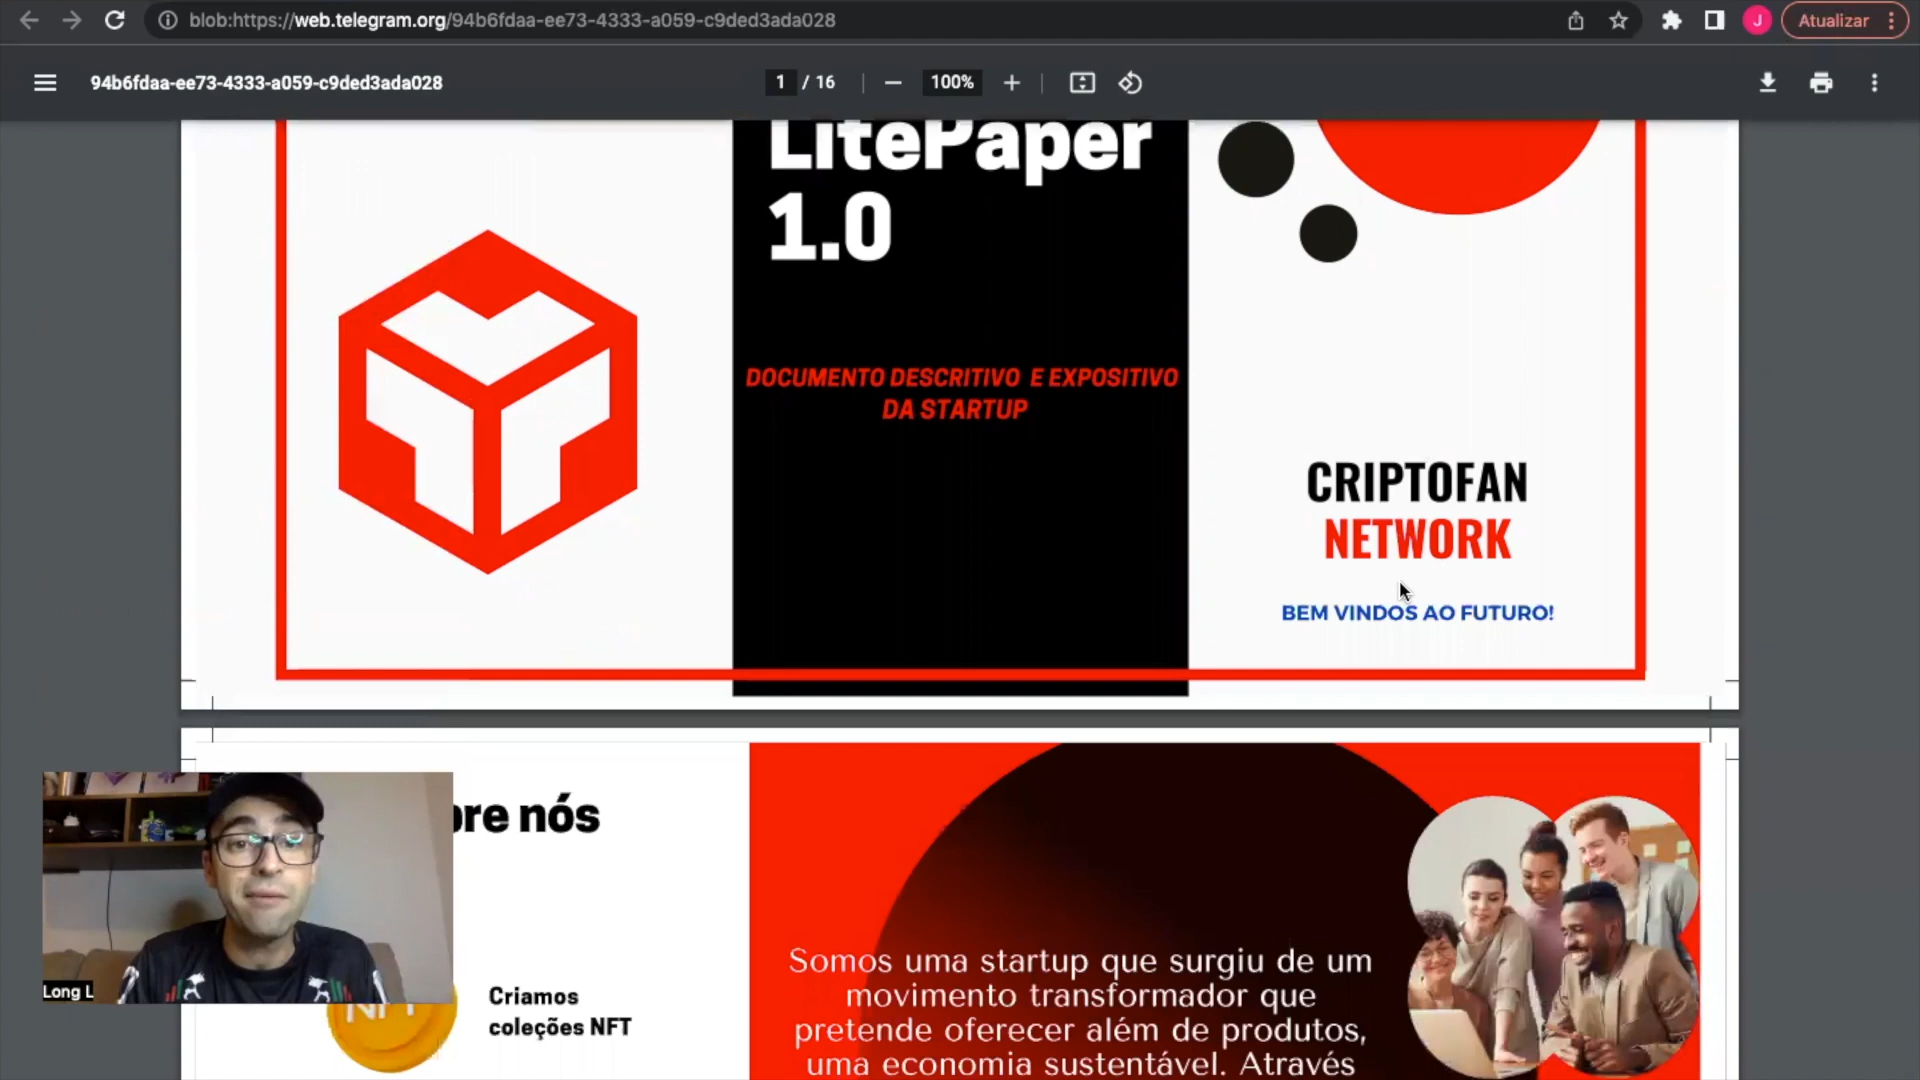 blob:https://web.telegram.org/94b6fdaa-ee73-4333-a059-c9ded3ada028
J
Atualizar
94b6fdaa-ee73-4333-a059-c9ded3ada028
1 / 16
100%
LitePaper
1.0
DOCUMENTO DESCRITIVO E EXPOSITIVO
DA STARTUP
CRIPTOFAN
NETWORK
BEM VINDOS AO FUTURO!
bre nós
Long L
NFT
Criamos
coleções NFT
Somos uma startup que surgiu de um
movimento transformador que
pretende oferecer além de produtos,
uma economia sustentável. Através